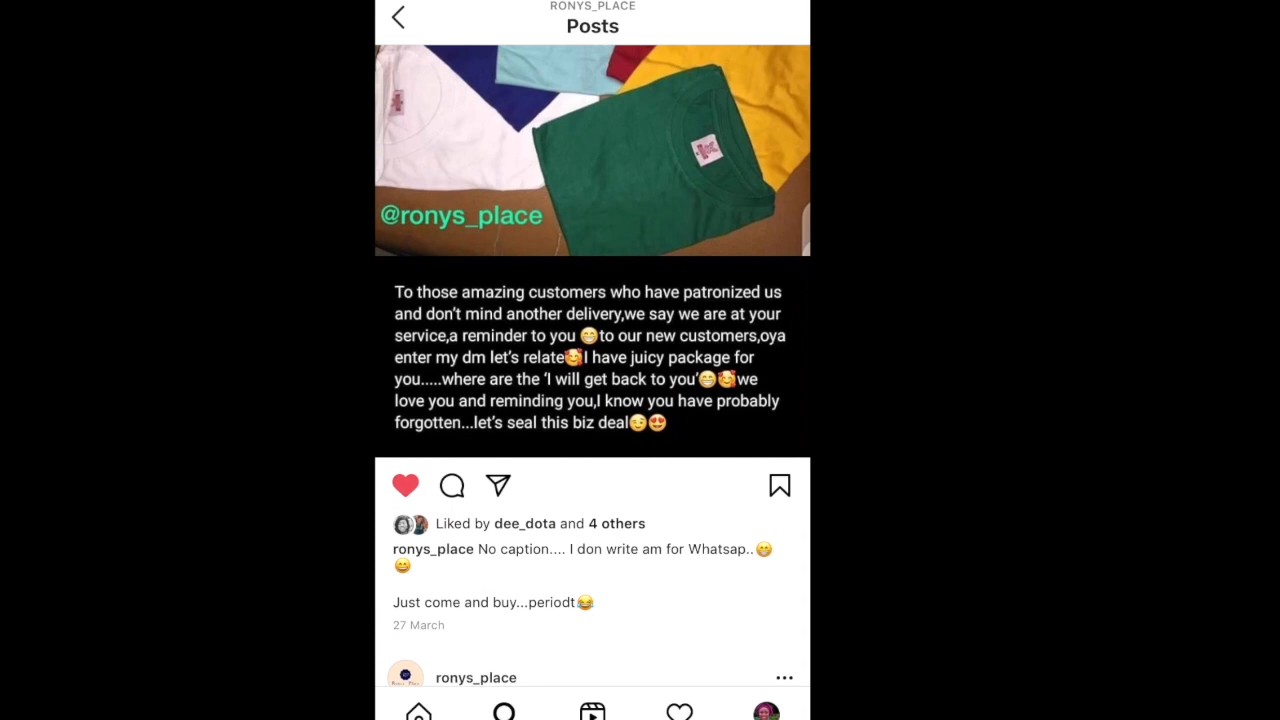 RONYS_PLACE
Posts
@ronys_place
To those amazing customers who have patronized us
and don't mind another delivery,we say we are at your
service,a reminder to you 😁to our new customers,oya
enter my dm let's relate🥰I have juicy package for
you.....where are the 'I will get back to you'😁🥰we
love you and reminding you,I know you have probably
forgotten...let's seal this biz deal😉😍
Liked by dee_dota and 4 others
ronys_place No caption.... I don write am for Whatsap..😁
😄
Just come and buy...periodt😂
27 March
ronys_place